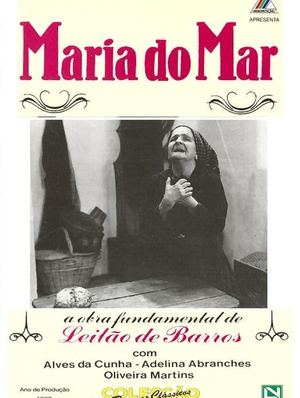 APRESENTA
Maria do Mar
a obra fundamental de
Leitão de Barros
com
Alves da Cunha - Adelina Abranches
Oliveira Martins
Ano de Produção
COLECÇÃO
Clássicos
N